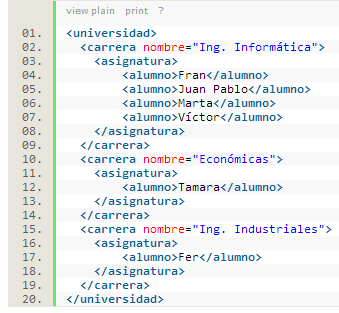 view plain print ?
01. <universidad>
02. <carrera nombre="Ing. Informática">
03. <asignatura>
04. <alumno>Fran</alumno>
05. <alumno>Juan Pablo</alumno>
06. <alumno>Marta</alumno>
07. <alumno>Víctor</alumno>
08. </asignatura>
09. </carrera>
10. <carrera nombre="Económicas">
11. <asignatura>
12. <alumno>Tamara</alumno>
13. </asignatura>
14. </carrera>
15. <carrera nombre="Ing. Industriales">
16. <asignatura>
17. <alumno>Fer</alumno>
18. </asignatura>
19. </carrera>
20. </universidad>